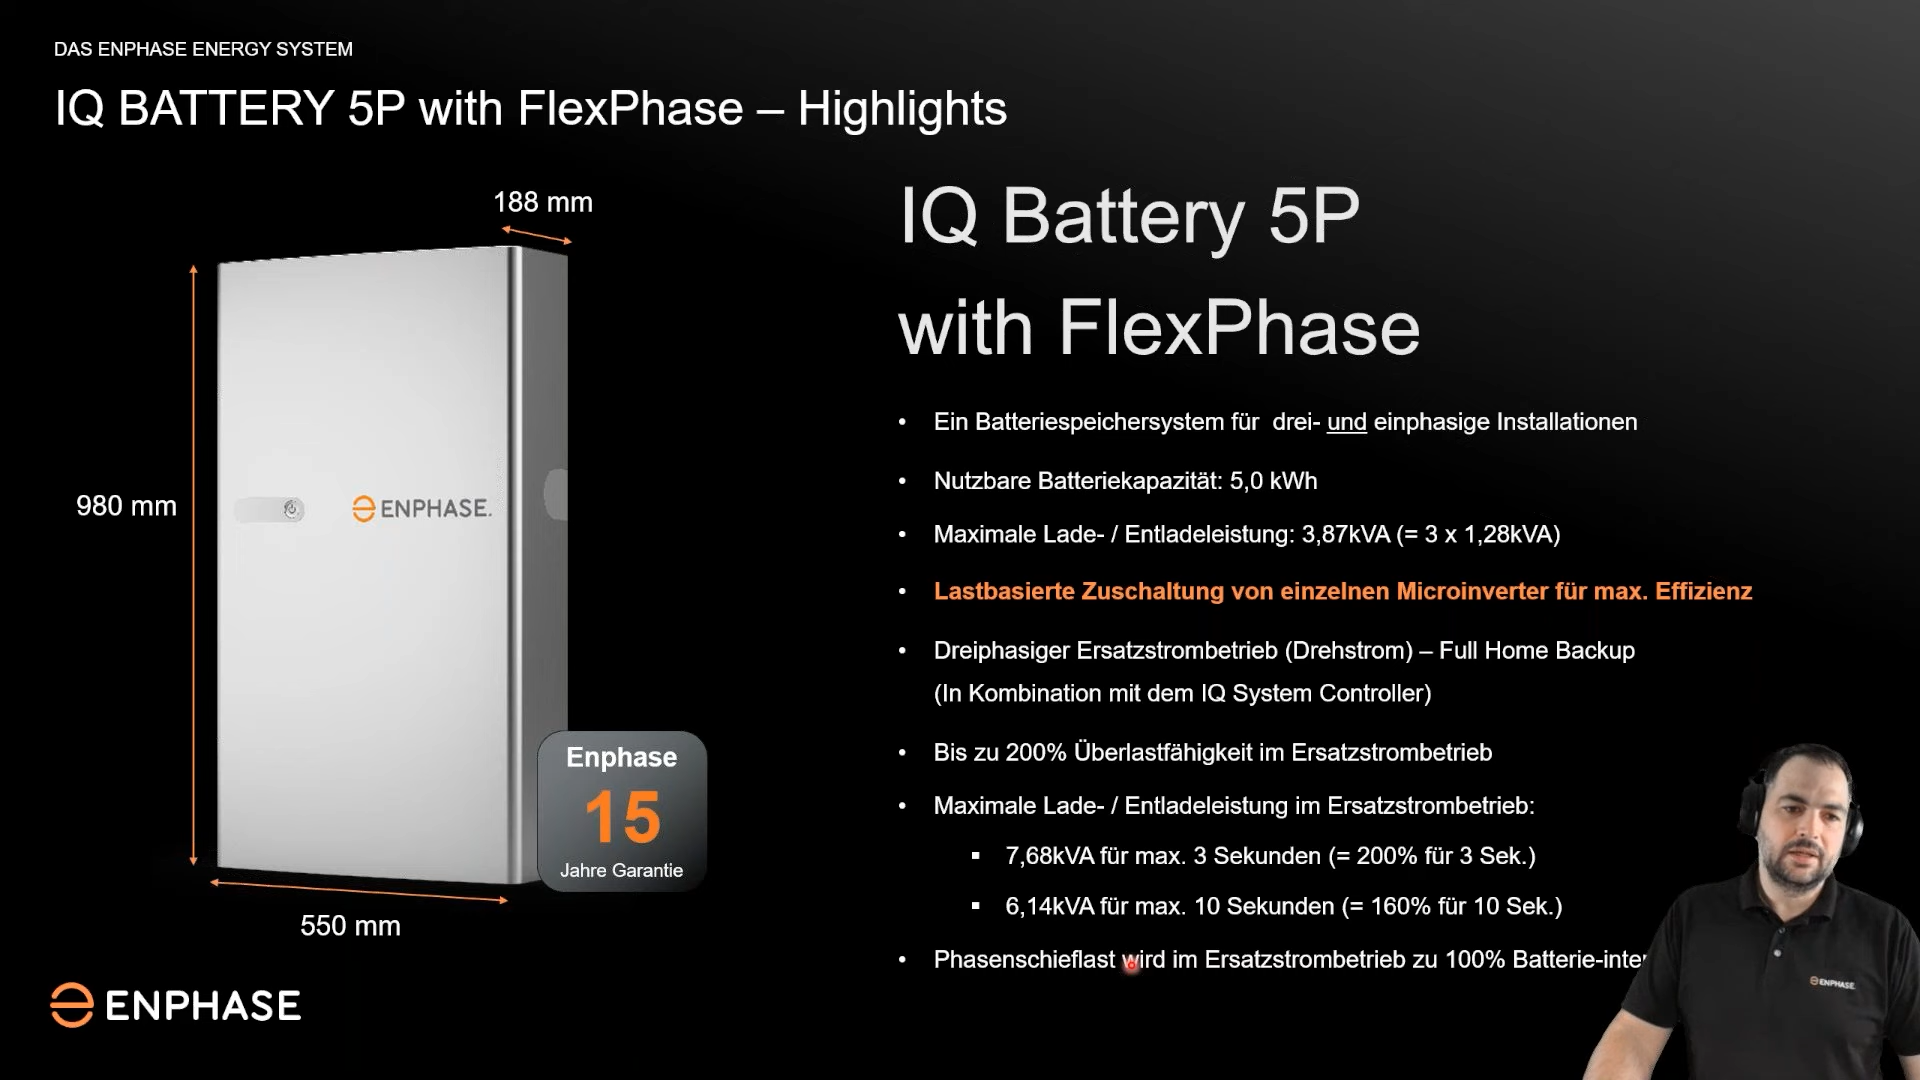 DAS ENPHASE ENERGY SYSTEM
IQ BATTERY 5P with FlexPhase – Highlights
188 mm
980 mm
ENPHASE.
Enphase
15
Jahre Garantie
550 mm
ENPHASE
IQ Battery 5P
with FlexPhase
• Ein Batteriespeichersystem für drei- und einphasige Installationen
• Nutzbare Batteriekapazität: 5,0 kWh
• Maximale Lade- / Entladeleistung: 3,87kVA (= 3 x 1,28kVA)
• Lastbasierte Zuschaltung von einzelnen Microinverter für max. Effizienz
• Dreiphasiger Ersatzstrombetrieb (Drehstrom) – Full Home Backup
(In Kombination mit dem IQ System Controller)
• Bis zu 200% Überlastfähigkeit im Ersatzstrombetrieb
• Maximale Lade- / Entladeleistung im Ersatzstrombetrieb:
▪ 7,68kVA für max. 3 Sekunden (= 200% für 3 Sek.)
▪ 6,14kVA für max. 10 Sekunden (= 160% für 10 Sek.)
• Phasenschieflast wird im Ersatzstrombetrieb zu 100%
ENPHASE.